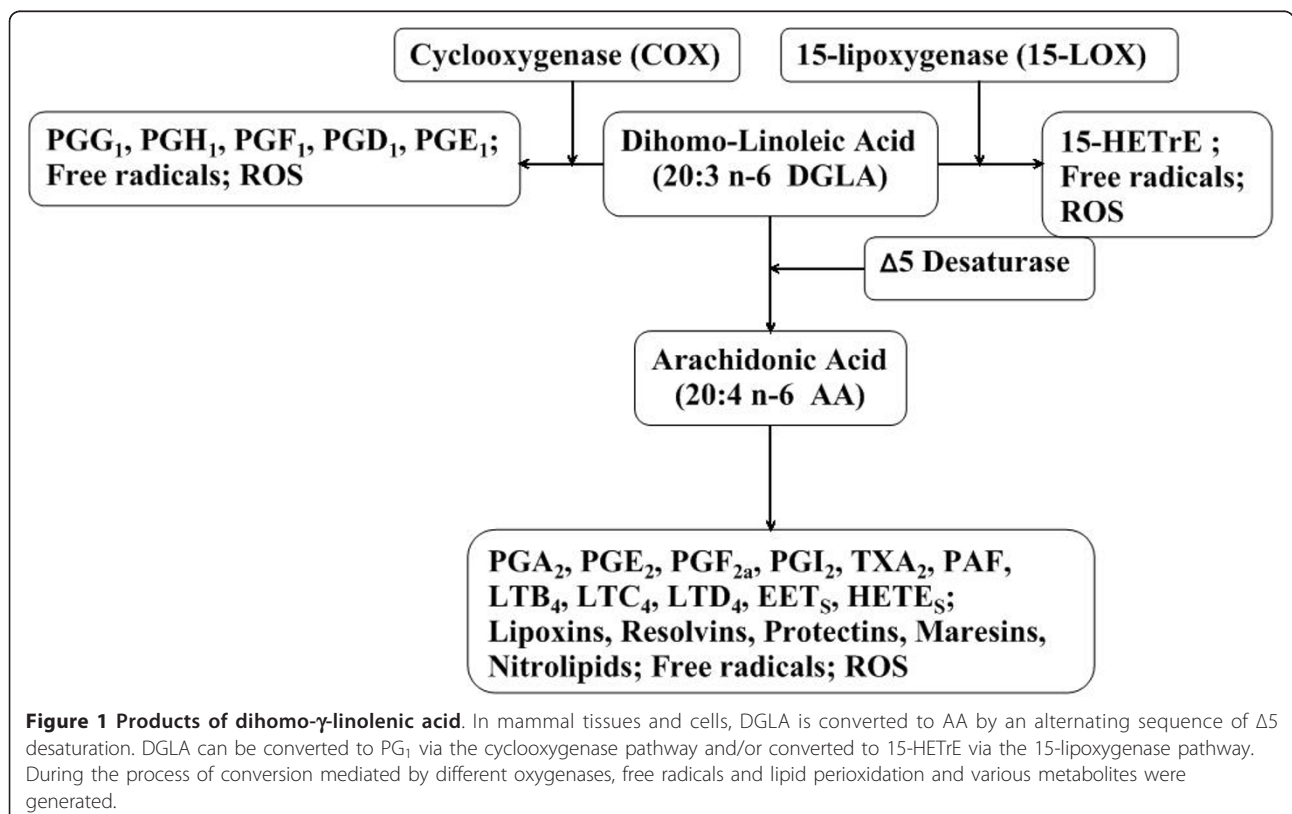 Cyclooxygenase (COX)
15-lipoxygenase (15-LOX)
PGG₁, PGH₁, PGF₁, PGD₁, PGE₁;
Free radicals; ROS
Dihomo-Linoleic Acid
(20:3 n-6 DGLA)
15-HETrE ;
Free radicals;
ROS
Δ5 Desaturase
Arachidonic Acid
(20:4 n-6 AA)
PGA₂, PGE₂, PGF₂ₐ, PGI₂, TXA₂, PAF,
LTB₄, LTC₄, LTD₄, EET_S, HETE_S;
Lipoxins, Resolvins, Protectins, Maresins,
Nitrolipids; Free radicals; ROS
Figure 1 Products of dihomo-γ-linolenic acid. In mammal tissues and cells, DGLA is converted to AA by an alternating sequence of Δ5
desaturation. DGLA can be converted to PG₁ via the cyclooxygenase pathway and/or converted to 15-HETrE via the 15-lipoxygenase pathway.
During the process of conversion mediated by different oxygenases, free radicals and lipid perioxidation and various metabolites were
generated.